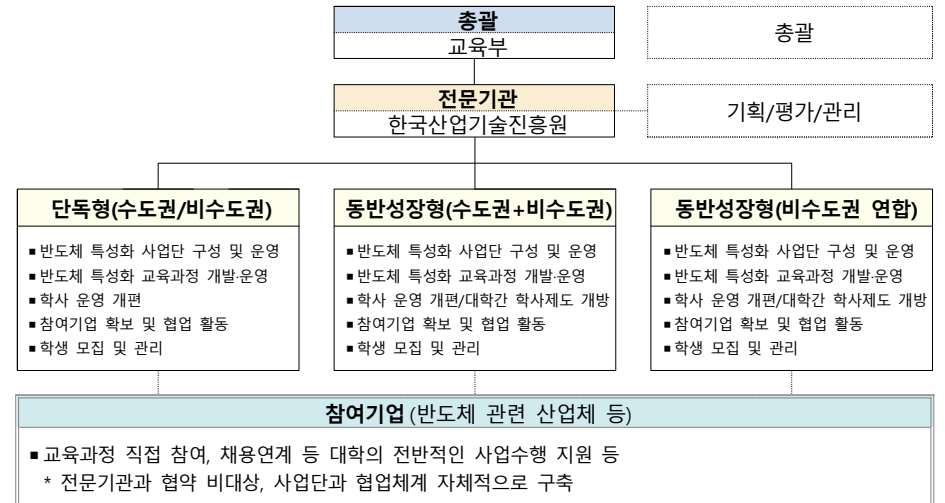 총괄
교육부
총괄
전문기관
한국산업기술진흥원
기획/평가/관리
단독형(수도권/비수도권)
■ 반도체 특성화 사업단 구성 및 운영
■ 반도체 특성화 교육과정 개발·운영
■ 학사 운영 개편
■ 참여기업 확보 및 협업 활동
■ 학생 모집 및 관리
동반성장형(수도권+비수도권)
■ 반도체 특성화 사업단 구성 및 운영
■ 반도체 특성화 교육과정 개발·운영
■ 학사 운영 개편/대학간 학사제도 개방
■ 참여기업 확보 및 협업 활동
■ 학생 모집 및 관리
동반성장형(비수도권 연합)
■ 반도체 특성화 사업단 구성 및 운영
■ 반도체 특성화 교육과정 개발·운영
■ 학사 운영 개편/대학간 학사제도 개방
■ 참여기업 확보 및 협업 활동
■ 학생 모집 및 관리
참여기업 (반도체 관련 산업체 등)
■ 교육과정 직접 참여, 채용연계 등 대학의 전반적인 사업수행 지원 등
* 전문기관과 협약 비대상, 사업단과 협업체계 자체적으로 구축